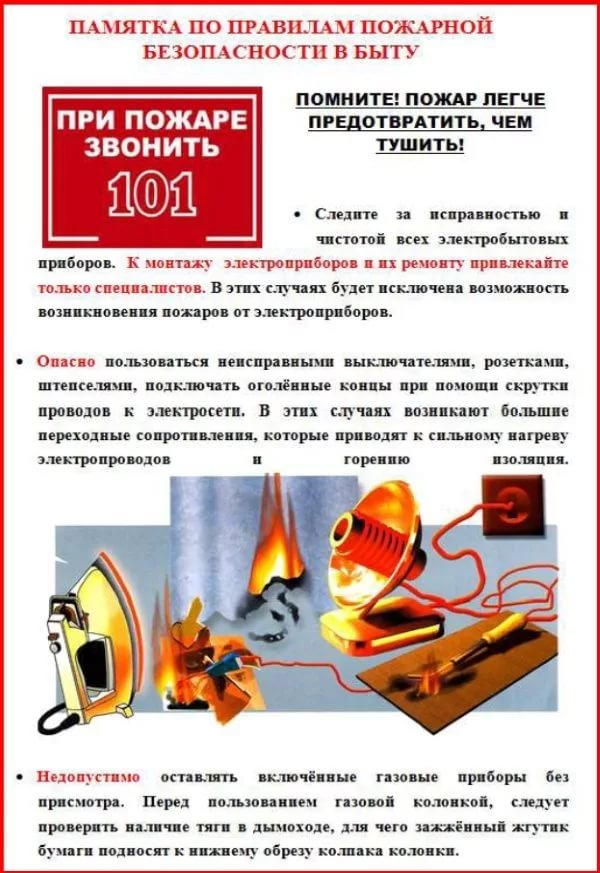 ПАМЯТКА ПО ПРАВИЛАМ ПОЖАРНОЙ
БЕЗОПАСНОСТИ В БЫТУ
ПРИ ПОЖАРЕ
ЗВОНИТЬ
101
ПОМНИТЕ! ПОЖАР ЛЕГЧЕ
ПРЕДОТВРАТИТЬ, ЧЕМ
ТУШИТЬ!
• Следите за исправностью и
чистотой всех электробытовых
приборов. К монтажу электроприборов и их ремонту привлекайте
только специалистов. В этих случаях будет исключена возможность
возникновения пожаров от электроприборов.
• Опасно пользоваться неисправными выключателями, розетками,
штепселями, подключать оголённые концы при помощи скрутки
проводов к электросети. В этих случаях возникают большие
переходные сопротивления, которые приводят к сильному нагреву
электропроводов и горению изоляция.
• Недопустимо оставлять включённые газовые приборы без
присмотра. Перед пользованием газовой колонкой, следует
проверить наличие тяги в дымоходе, для чего зажжённый жгутик
бумаги подносят к нижнему обрезу колпака колонки.